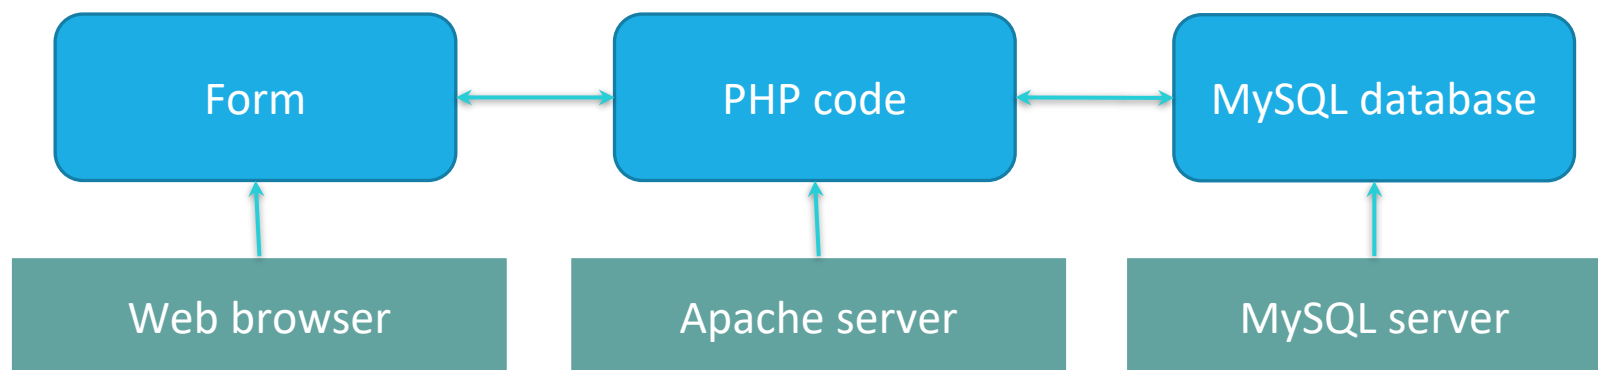 Form
PHP code
MySQL database
Web browser
Apache server
MySQL server